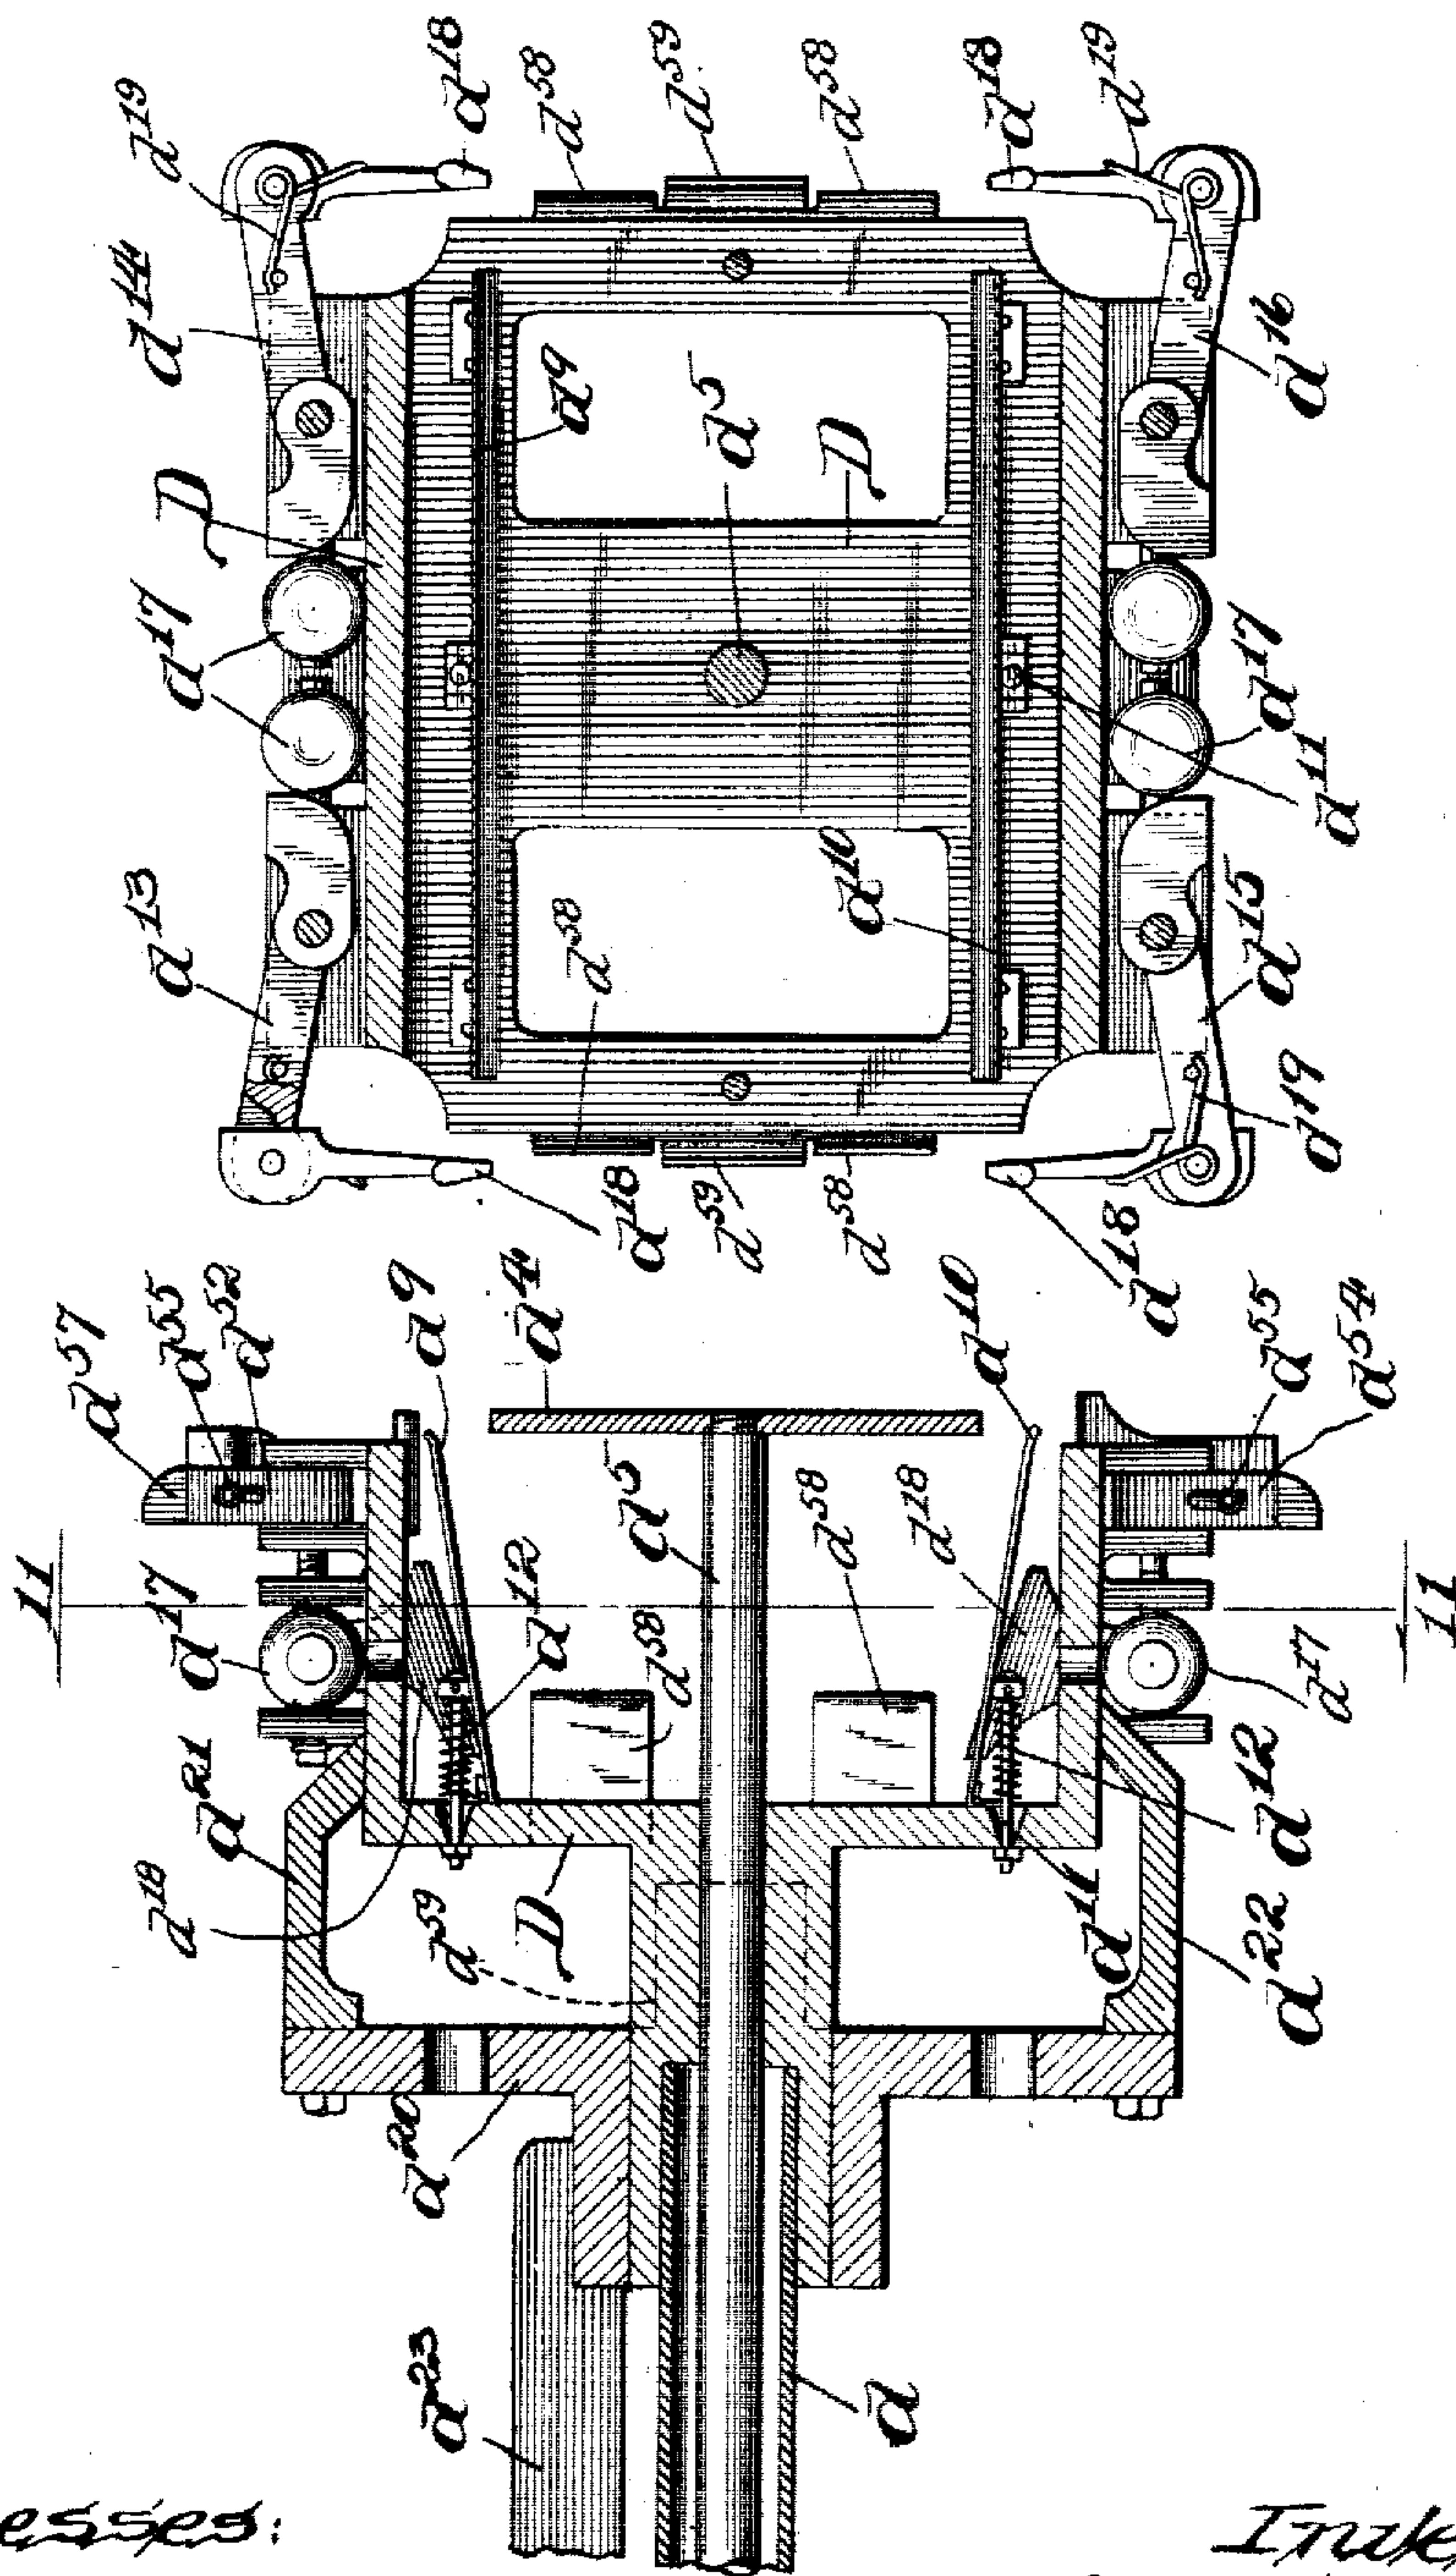 d¹⁹
d¹⁸
d⁵⁸
d⁵⁹
d⁵⁸
d¹⁸
d¹⁹
d¹⁴
d⁹
d⁵
D
d¹⁶
D
d¹⁷
d¹⁷
d¹¹
d¹³
d⁵⁸
d¹⁰
d¹⁵
d¹⁹
d¹⁸
d⁵⁹
d⁵⁸
d¹⁸
d⁵⁷
d⁵⁵
d⁵²
d⁹
d⁴
d¹⁰
d⁵⁵
d⁵⁴
11
11
d¹⁷
d¹²
d⁵
d⁵⁸
d⁵⁸
d¹⁸
d¹⁷
d²¹
d¹⁸
d⁵⁹
D
d¹¹
d¹²
d²²
d²⁰
d²³
d
esses: